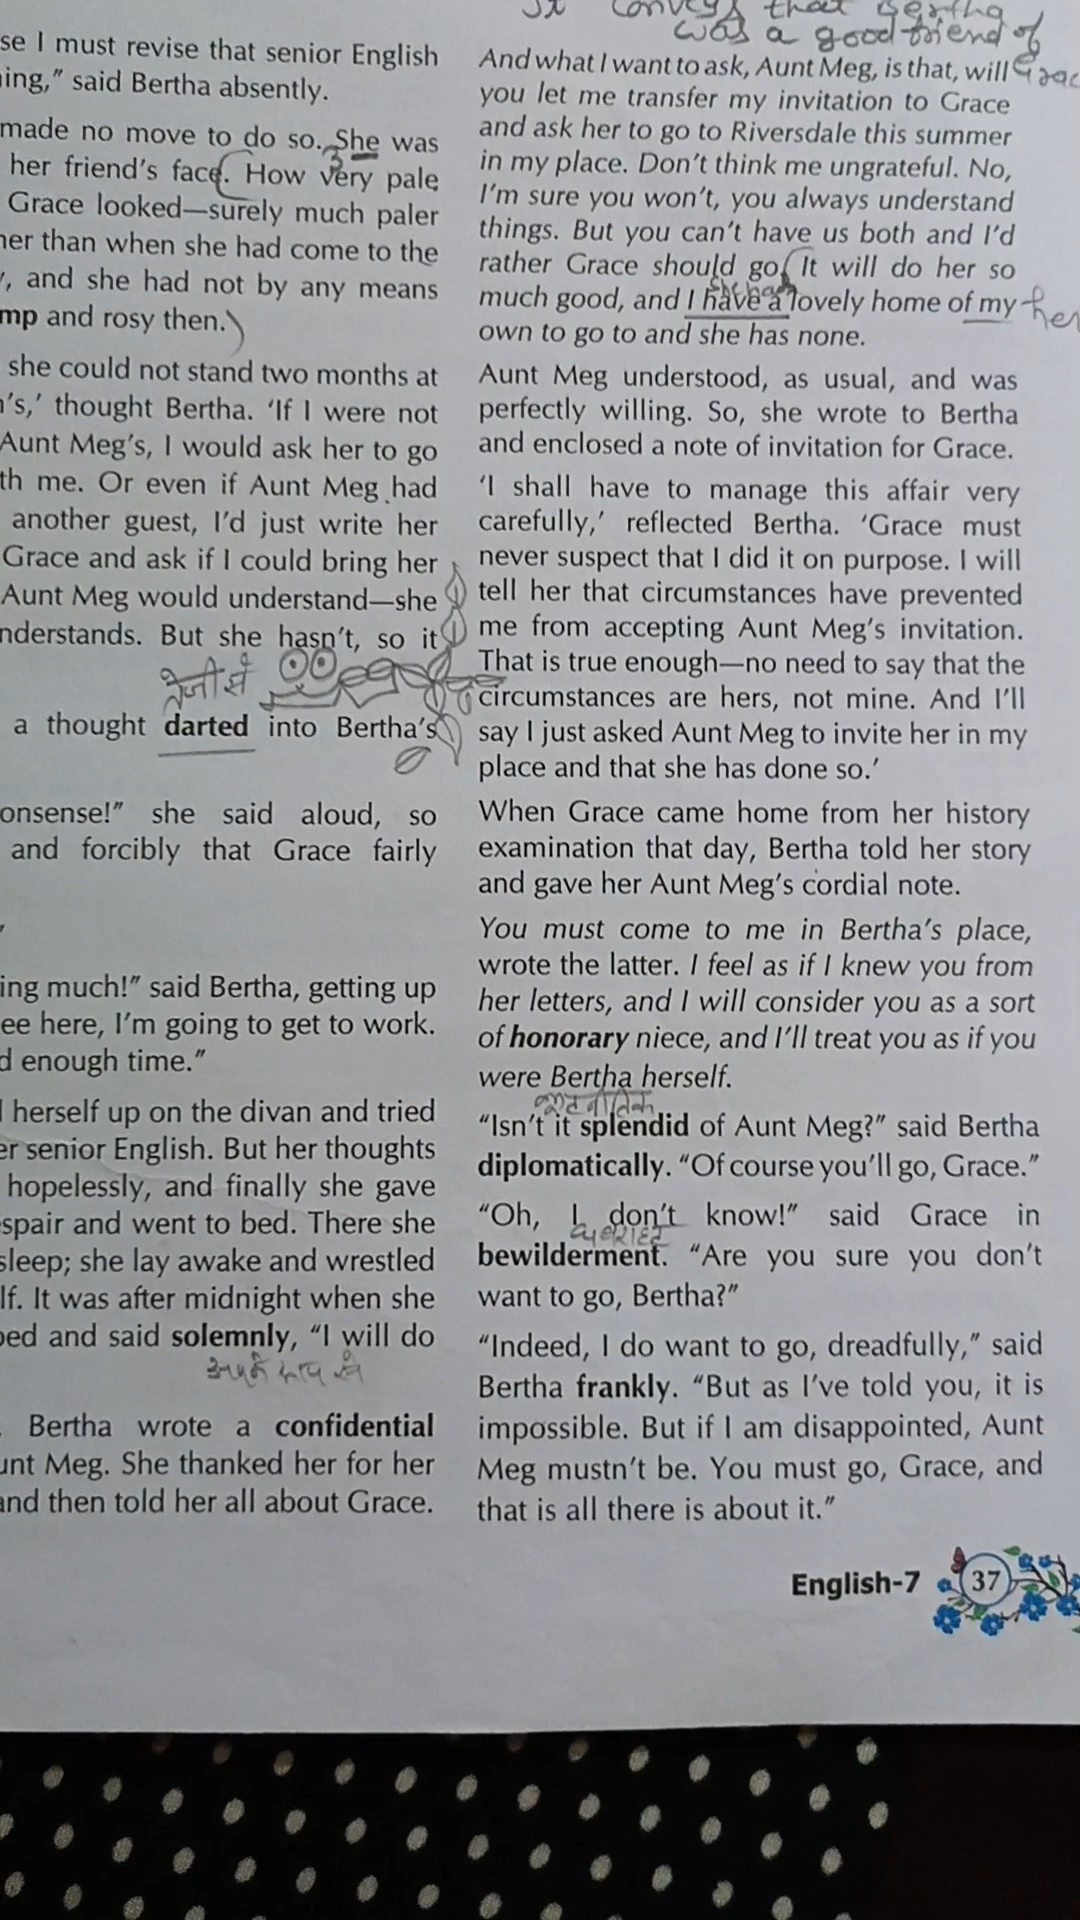 se I must revise that senior English
ing,” said Bertha absently.
made no move to do so. She was
her friend’s face. How very pale
Grace looked—surely much paler
ner than when she had come to the
, and she had not by any means
mp and rosy then.
she could not stand two months at
’s,’ thought Bertha. ‘If I were not
Aunt Meg’s, I would ask her to go
th me. Or even if Aunt Meg had
another guest, I’d just write her
Grace and ask if I could bring her
Aunt Meg would understand—she
nderstands. But she hasn’t, so it
तेजी से
a thought darted into Bertha’s
onsense!” she said aloud, so
and forcibly that Grace fairly
ing much!” said Bertha, getting up
ee here, I’m going to get to work.
d enough time.”
herself up on the divan and tried
er senior English. But her thoughts
hopelessly, and finally she gave
spair and went to bed. There she
sleep; she lay awake and wrestled
lf. It was after midnight when she
ped and said solemnly, “I will do
Bertha wrote a confidential
unt Meg. She thanked her for her
and then told her all about Grace.
It conveys that Bertha
was a good friend of
Grac
And what I want to ask, Aunt Meg, is that, will
you let me transfer my invitation to Grace
and ask her to go to Riversdale this summer
in my place. Don’t think me ungrateful. No,
I’m sure you won’t, you always understand
things. But you can’t have us both and I’d
rather Grace should go. It will do her so
she has
much good, and I have a lovely home of my her
own to go to and she has none.
Aunt Meg understood, as usual, and was
perfectly willing. So, she wrote to Bertha
and enclosed a note of invitation for Grace.
‘I shall have to manage this affair very
carefully,’ reflected Bertha. ‘Grace must
never suspect that I did it on purpose. I will
tell her that circumstances have prevented
me from accepting Aunt Meg’s invitation.
That is true enough—no need to say that the
circumstances are hers, not mine. And I’ll
say I just asked Aunt Meg to invite her in my
place and that she has done so.’
When Grace came home from her history
examination that day, Bertha told her story
and gave her Aunt Meg’s cordial note.
You must come to me in Bertha’s place,
wrote the latter. I feel as if I knew you from
her letters, and I will consider you as a sort
of honorary niece, and I’ll treat you as if you
were Bertha herself.
“Isn’t it splendid of Aunt Meg?” said Bertha
diplomatically. “Of course you’ll go, Grace.”
“Oh, I don’t know!” said Grace in
bewilderment. “Are you sure you don’t
want to go, Bertha?”
“Indeed, I do want to go, dreadfully,” said
Bertha frankly. “But as I’ve told you, it is
impossible. But if I am disappointed, Aunt
Meg mustn’t be. You must go, Grace, and
that is all there is about it.”
English-7 37